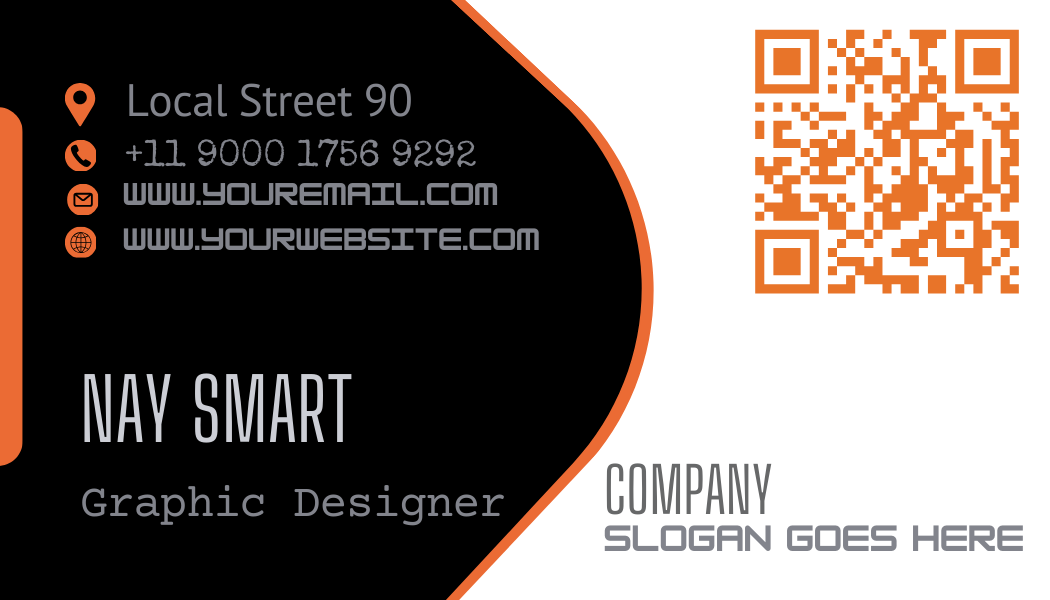 Local Street 90
+11 9000 1756 9292
WWW.YOUREMAIL.COM
WWW.YOURWEBSITE.COM
NAY SMART
Graphic Designer
COMPANY
SLOGAN GOES HERE